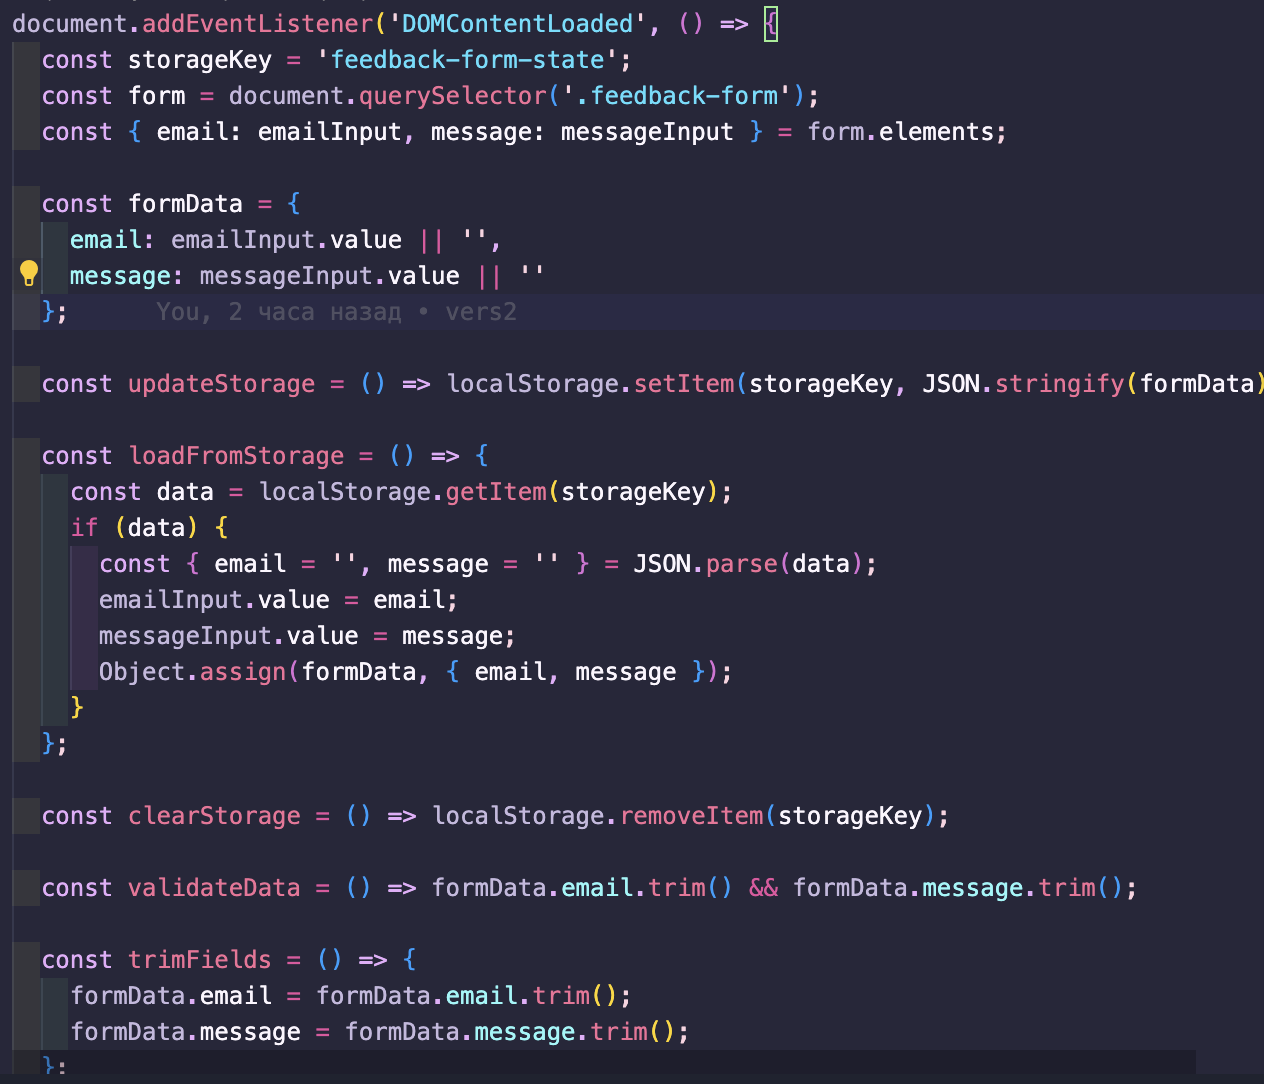 document.addEventListener('DOMContentLoaded', () => {
const storageKey = 'feedback-form-state';
const form = document.querySelector('.feedback-form');
const { email: emailInput, message: messageInput } = form.elements;
const formData = {
email: emailInput.value || '',
message: messageInput.value || ''
}; You, 2 часа назад • vers2
const updateStorage = () => localStorage.setItem(storageKey, JSON.stringify(formData)
const loadFromStorage = () => {
const data = localStorage.getItem(storageKey);
if (data) {
const { email = '', message = '' } = JSON.parse(data);
emailInput.value = email;
messageInput.value = message;
Object.assign(formData, { email, message });
}
};
const clearStorage = () => localStorage.removeItem(storageKey);
const validateData = () => formData.email.trim() && formData.message.trim();
const trimFields = () => {
formData.email = formData.email.trim();
formData.message = formData.message.trim();
};